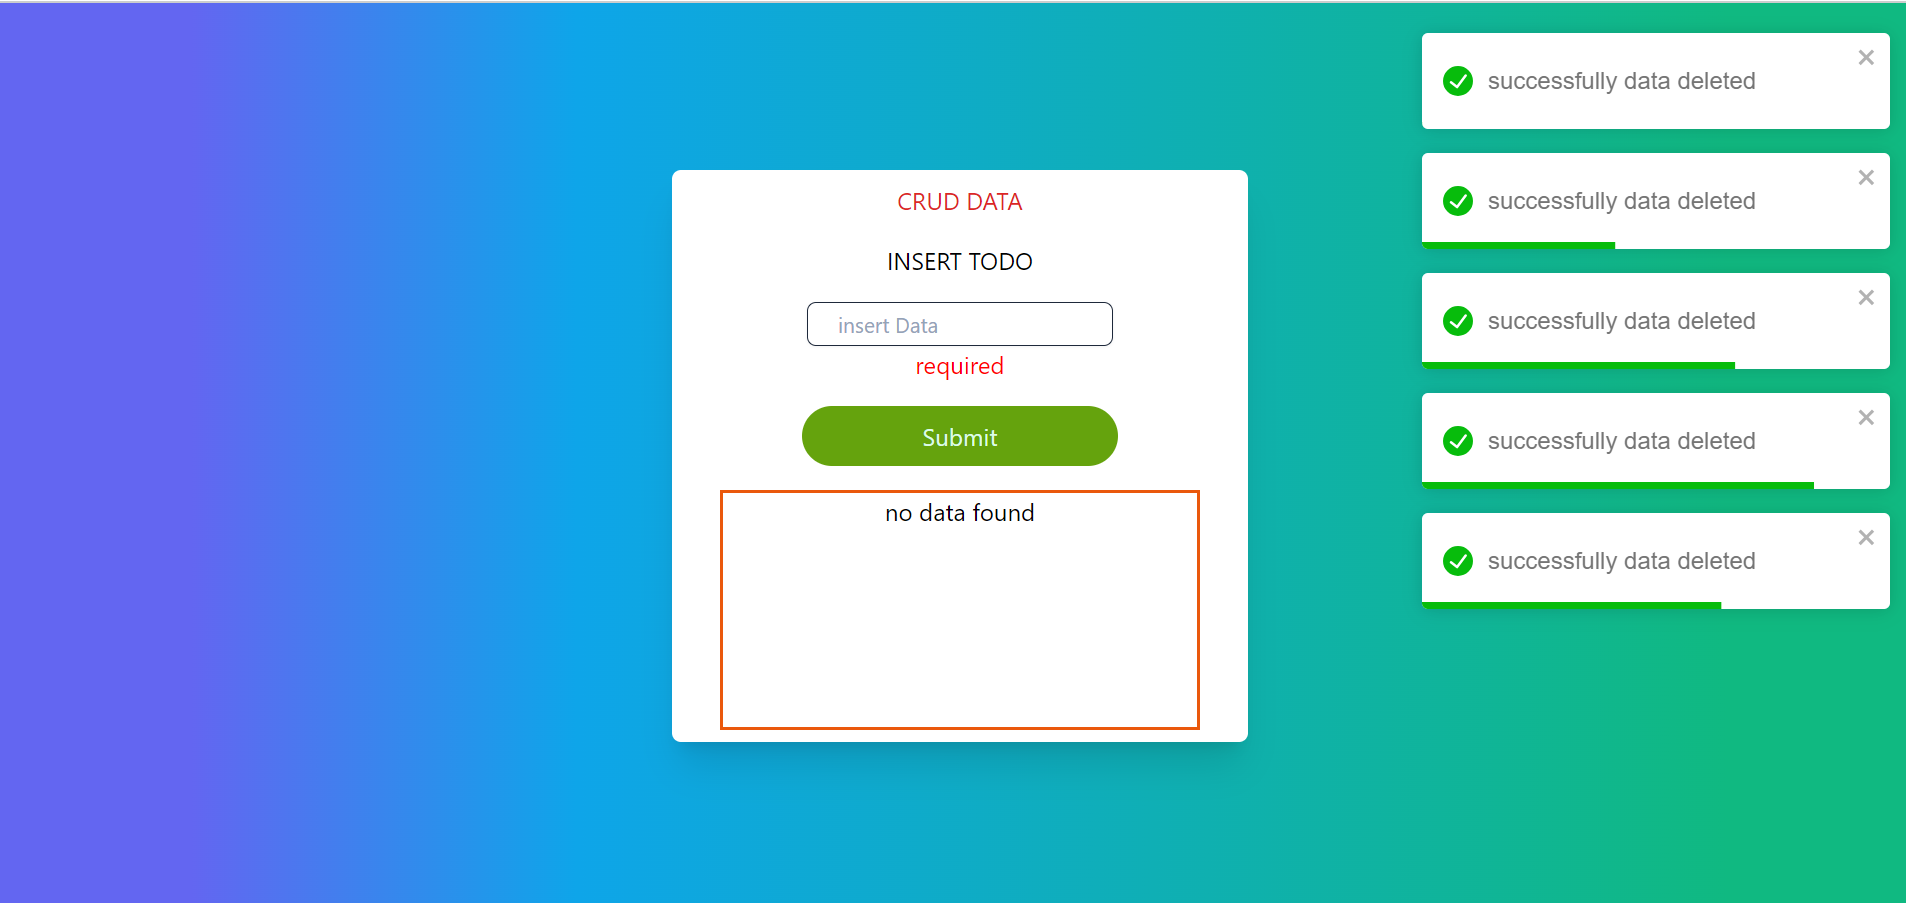 CRUD DATA
INSERT TODO
insert Data
required
Submit
no data found
successfully data deleted
successfully data deleted
successfully data deleted
successfully data deleted
successfully data deleted